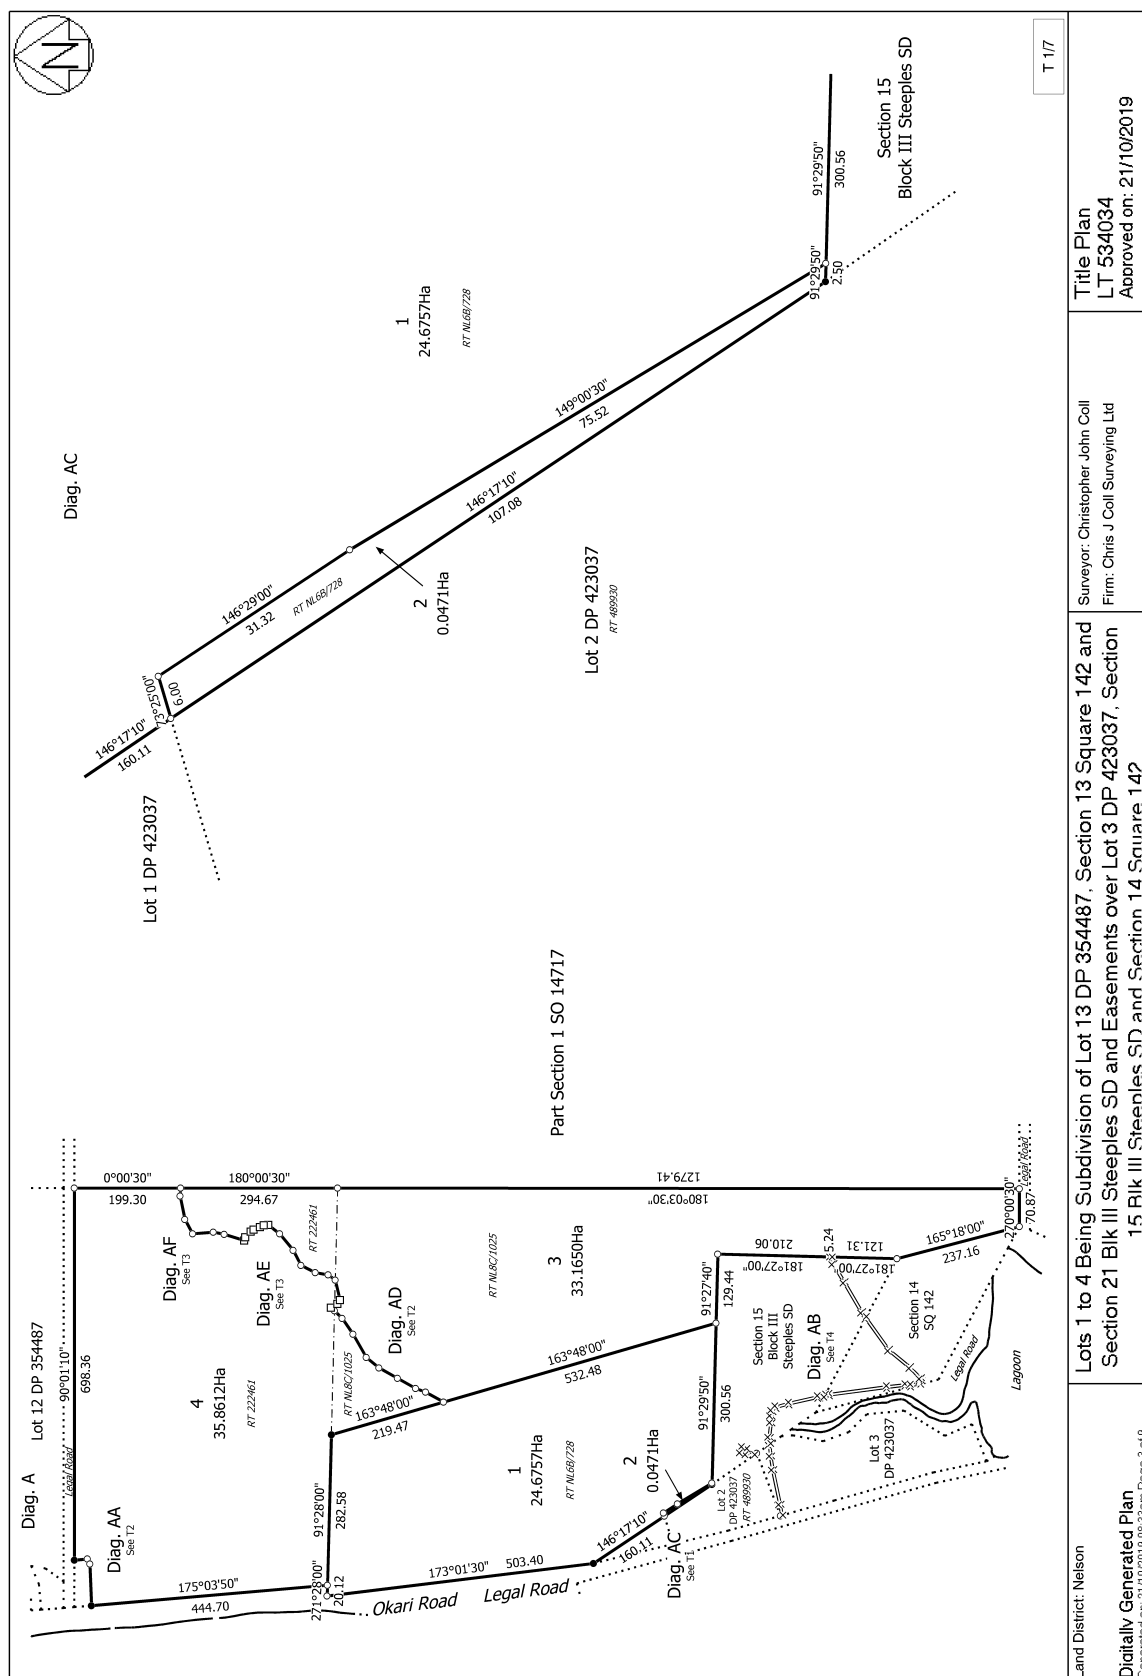 N
T 1/7
Diag. A
Lot 12 DP 354487
Legal Road
90°01'10"
698.36
0°00'30"
199.30
180°00'30"
294.67
Diag. AA
See T2
Diag. AF
See T3
Diag. AE
See T3
RT 222461
4
35.8612Ha
RT 222461
175°03'50"
444.70
Diag. AD
See T2
RT NL8C/1025
91°28'00"
282.58
271°28'00"
20.12
163°48'00"
219.47
RT NL8C/1025
3
33.1650Ha
180°03'30"
1279.41
Part Section 1 SO 14717
173°01'30"
503.40
Okari Road
Legal Road
1
24.6757Ha
RT NL6B/728
163°48'00"
532.48
2
0.0471Ha
146°17'10"
160.11
Diag. AC
See T1
91°29'50"
300.56
91°27'40"
129.44
181°27'00"
210.06
Lot 2
DP 423037
RT 489930
Section 15
Block III
Steeples SD
Diag. AB
See T4
5.24
181°27'00"
121.31
165°18'00"
237.16
Section 14
SQ 142
Lot 3
DP 423037
Legal Road
Lagoon
270°00'30"
70.87
Legal Road
Diag. AC
146°17'10"
160.11
73°25'00"
6.00
146°29'00"
31.32
RT NL6B/728
1
24.6757Ha
RT NL6B/728
Lot 1 DP 423037
2
0.0471Ha
146°17'10"
107.08
149°00'30"
75.52
Lot 2 DP 423037
RT 489930
91°29'50"
2.50
91°29'50"
300.56
Section 15
Block III Steeples SD
Land District: Nelson
Digitally Generated Plan
Lots 1 to 4 Being Subdivision of Lot 13 DP 354487, Section 13 Square 142 and
Section 21 Blk III Steeples SD and Easements over Lot 3 DP 423037, Section
15 Blk III Steeples SD and Section 14 Square 142
Surveyor: Christopher John Coll
Firm: Chris J Coll Surveying Ltd
Title Plan
LT 534034
Approved on: 21/10/2019